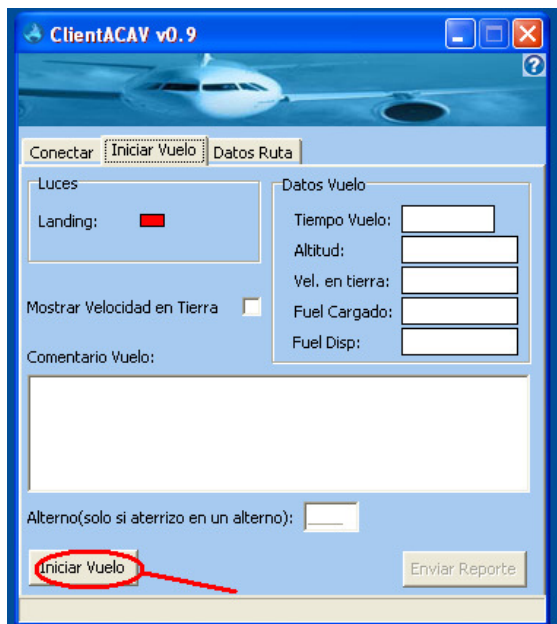 ClientACAV v0.9
?
Conectar Iniciar Vuelo Datos Ruta
Luces
Landing:
Datos Vuelo
Tiempo Vuelo:
Altitud:
Vel. en tierra:
Fuel Cargado:
Fuel Disp:
Mostrar Velocidad en Tierra
Comentario Vuelo:
Alterno(solo si aterrizo en un alterno): ____
Iniciar Vuelo
Enviar Reporte